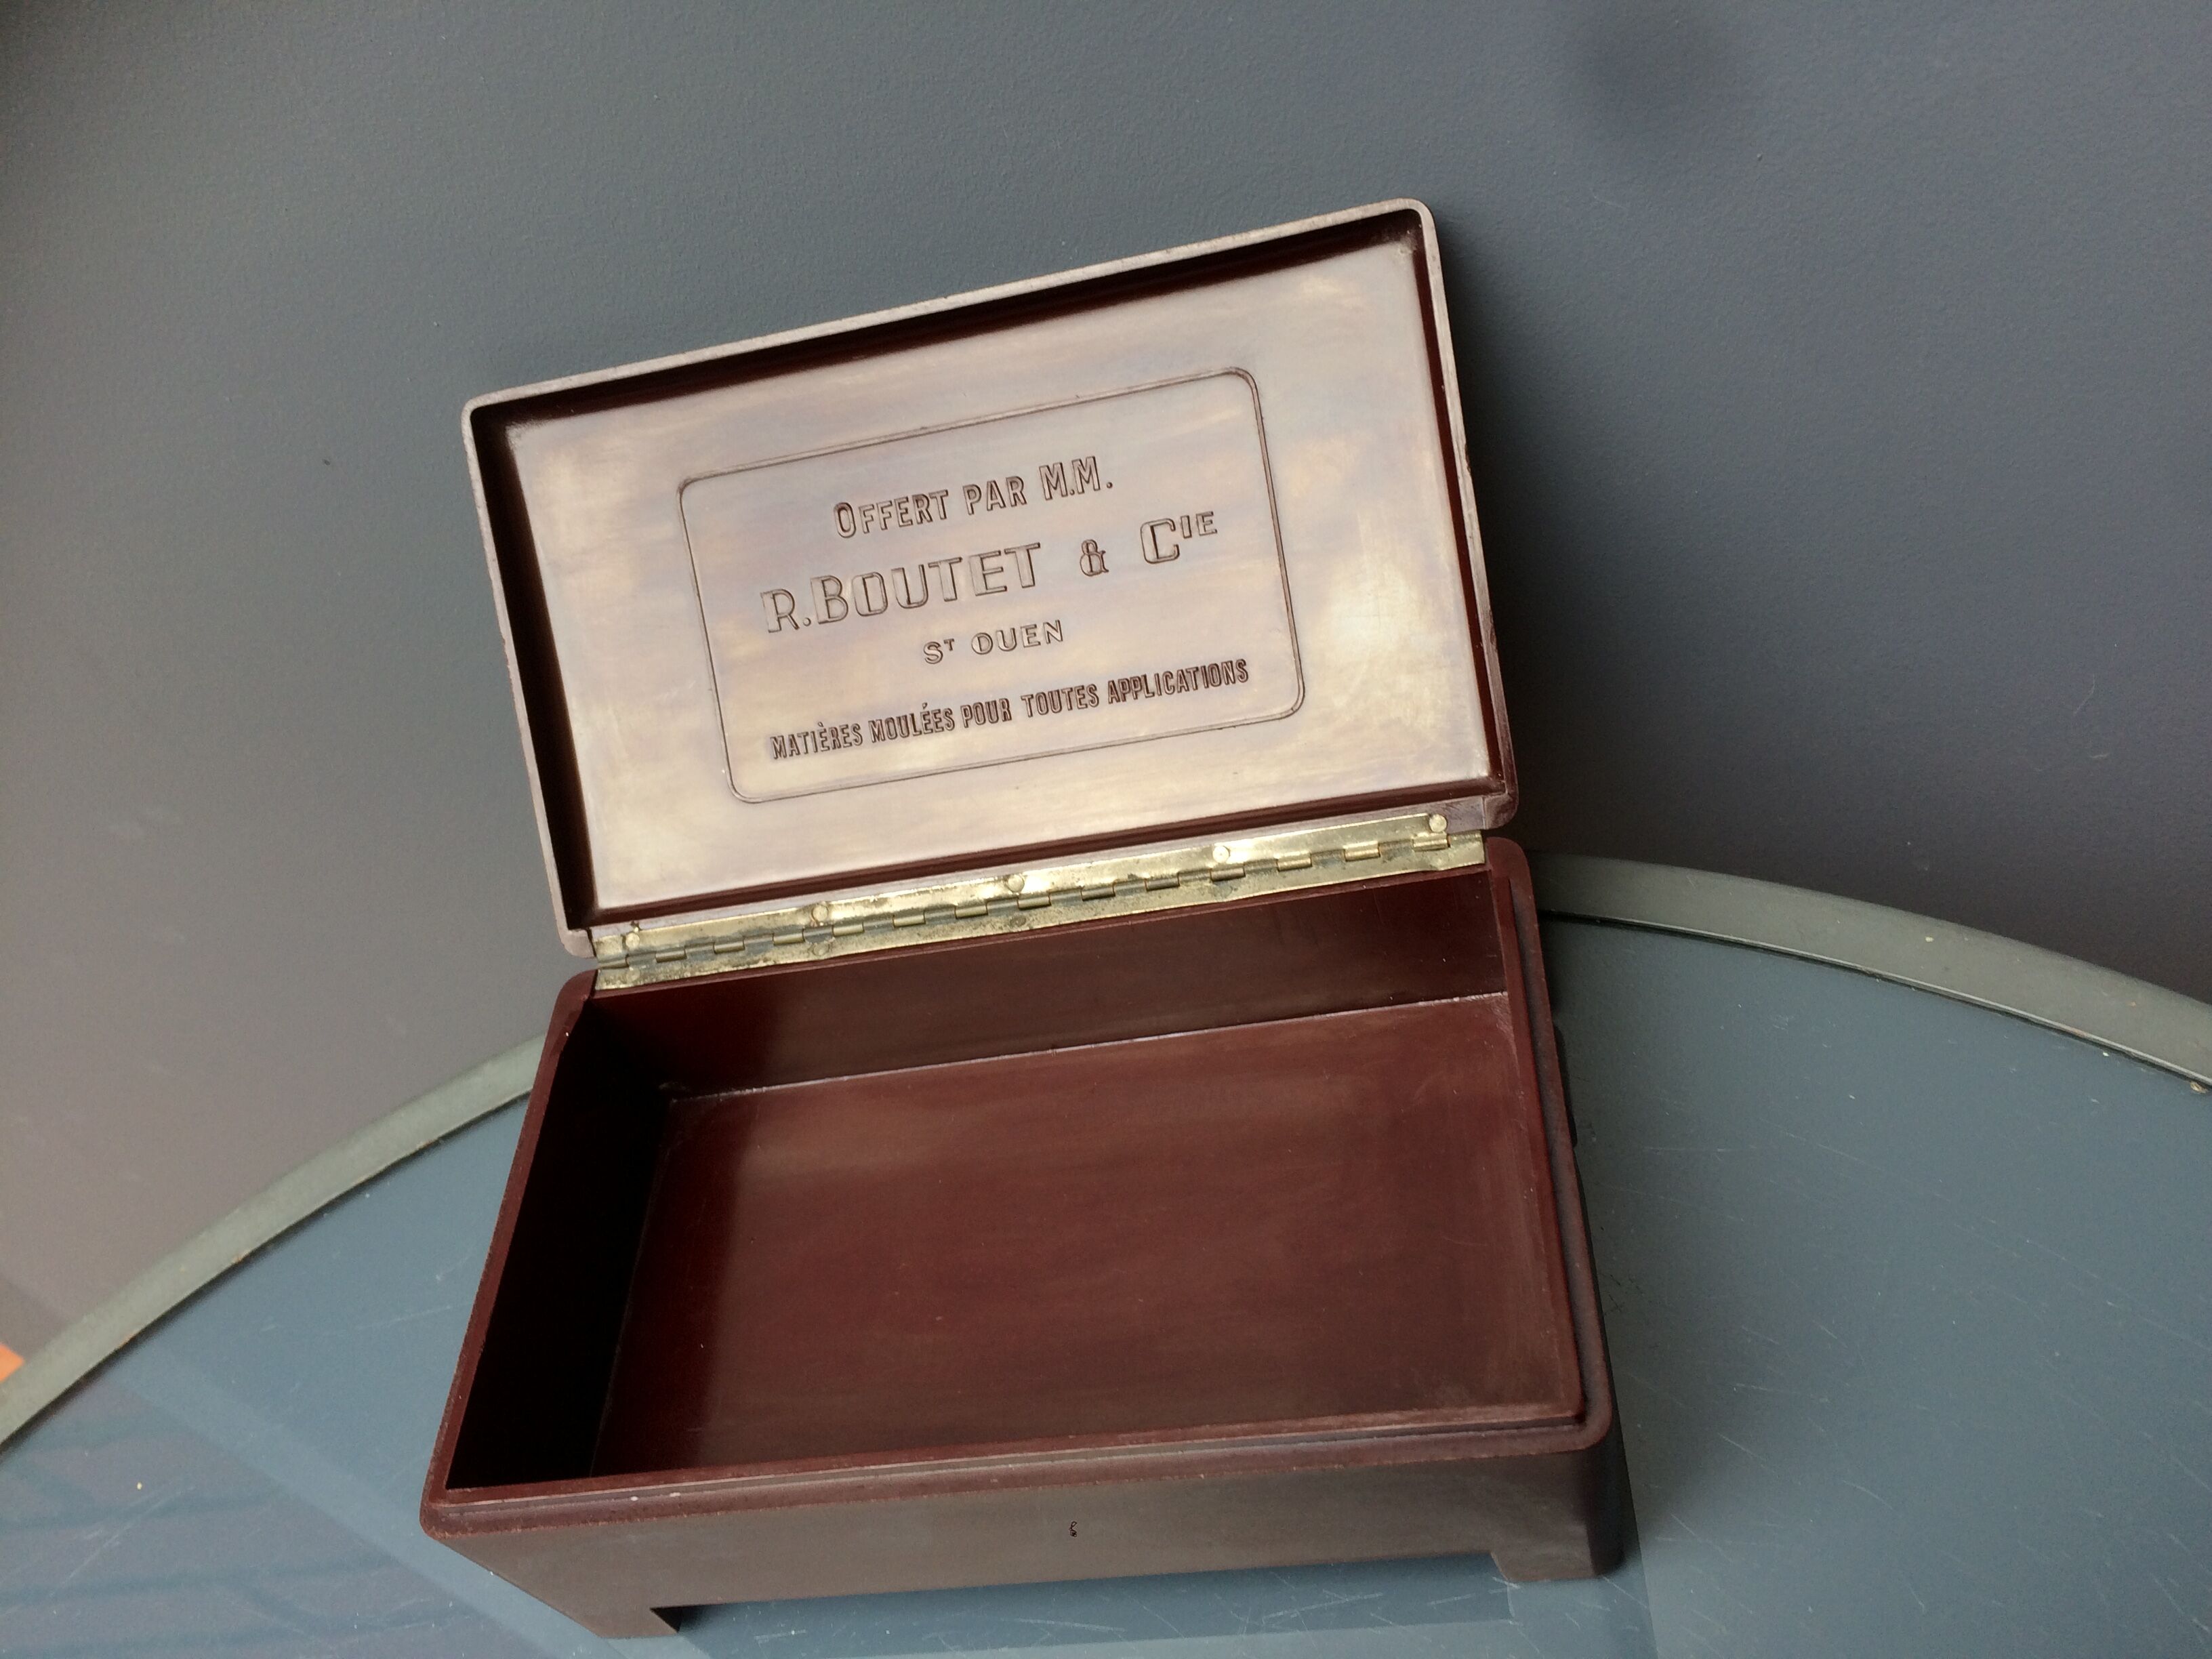 OFFERT PAR M.M.
R. BOUTET & CIE
ST OUEN
MATIÈRES MOULÉES POUR TOUTES APPLICATIONS